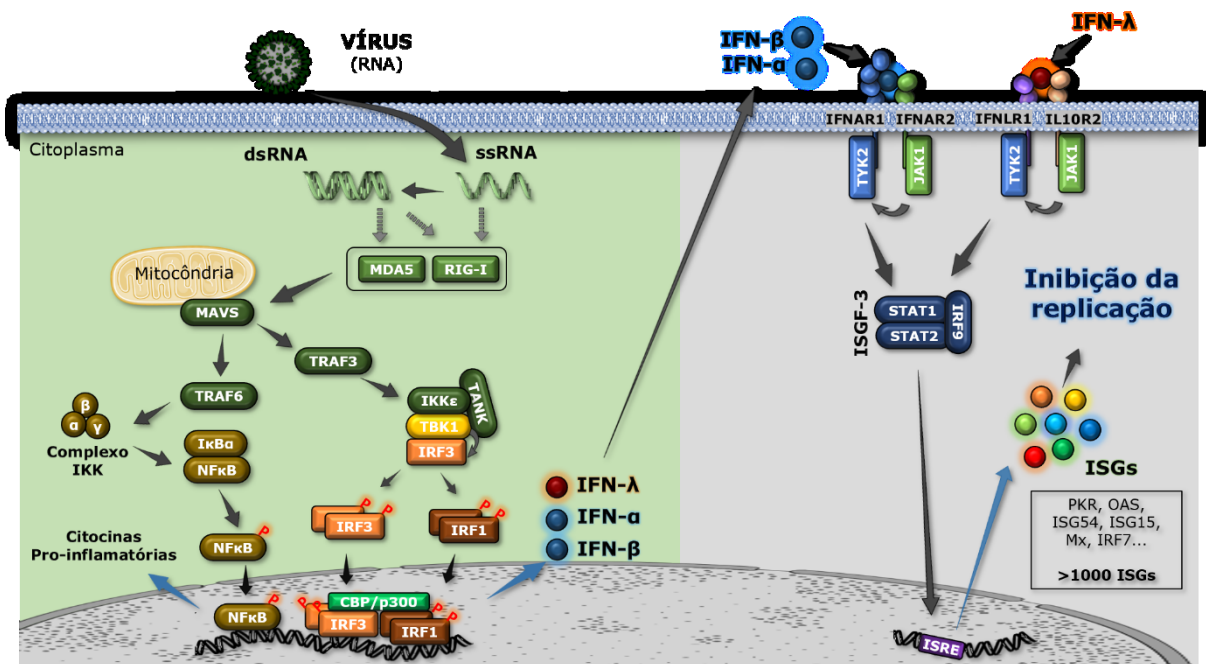 VÍRUS
(RNA)
IFN-β
IFN-α
IFN-λ
IFNAR1
IFNAR2
IFNLR1
IL10R2
Citoplasma
dsRNA
ssRNA
TYK2
JAK1
TYK2
JAK1
MDA5
RIG-I
Mitocôndria
MAVS
TRAF3
TRAF6
IKKε
TANK
TBK1
IRF3
β
α
γ
Complexo
IKK
IκBα
NFκB
ISGF-3
STAT1
STAT2
IRF9
Inibição da
replicação
ISGs
PKR, OAS,
ISG54, ISG15,
Mx, IRF7...
>1000 ISGs
IFN-λ
IFN-α
IFN-β
P
P
IRF3
P
P
IRF1
Citocinas
Pro-inflamatórias
P
NFκB
P
NFκB
CBP/p300
P
P
IRF3
P
P
IRF1
ISRE